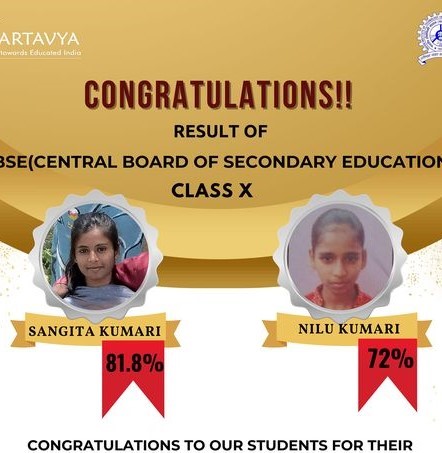 ARTAVYA
towards Educated India
CONGRATULATIONS!!
RESULT OF
BSE(CENTRAL BOARD OF SECONDARY EDUCATION
CLASS X
SANGITA KUMARI
NILU KUMARI
81.8%
72%
CONGRATULATIONS TO OUR STUDENTS FOR THEIR